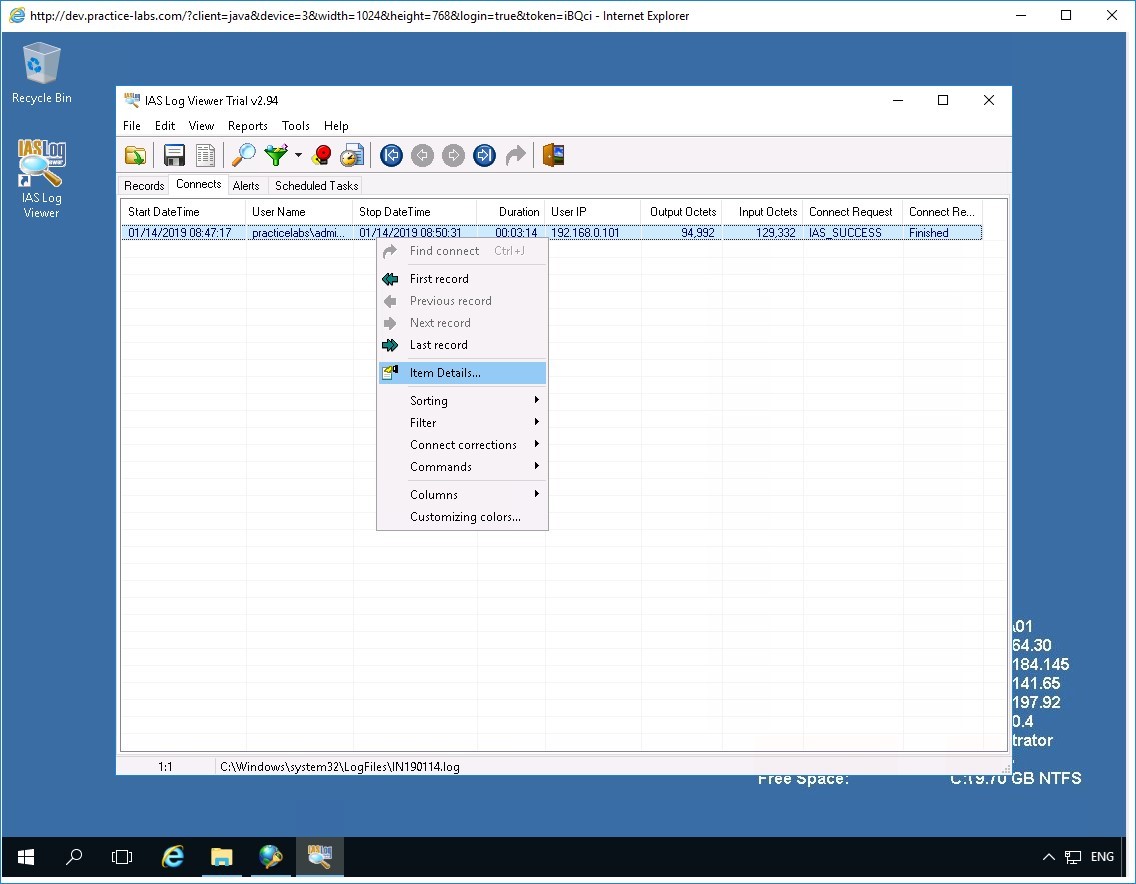 http://dev.practice-labs.com/?client=java&device=3&width=1024&height=768&login=true&token=iBQci - Internet Explorer
Recycle Bin
IAS Log
Viewer
IAS Log Viewer Trial v2.94
File Edit View Reports Tools Help
Records Connects Alerts Scheduled Tasks
Start DateTime User Name Stop DateTime Duration User IP Output Octets Input Octets Connect Request Connect Re...
01/14/2019 08:47:17 practicelabs\admi... 01/14/2019 08:50:31 00:03:14 192.168.0.101 94,992 129,332 IAS_SUCCESS Finished
Find connect Ctrl+J
First record
Previous record
Next record
Last record
Item Details...
Sorting
Filter
Connect corrections
Commands
Columns
Customizing colors...
01
64.30
184.145
141.65
197.92
0.4
trator
1:1 C:\Windows\system32\LogFiles\IN190114.log
Free Space: C:\ 9.70 GB NTFS
ENG